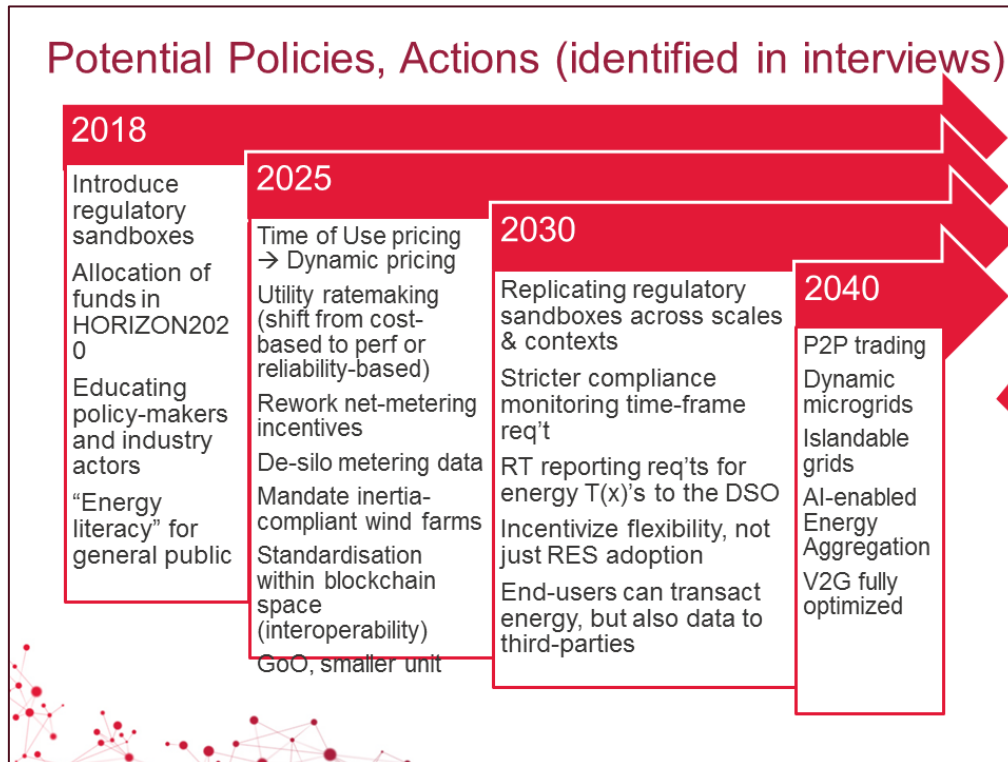 Potential Policies, Actions (identified in interviews)
2018
Introduce
regulatory
sandboxes
Allocation of
funds in
HORIZON202
0
Educating
policy-makers
and industry
actors
“Energy
literacy” for
general public
2025
Time of Use pricing
→ Dynamic pricing
Utility ratemaking
(shift from cost-
based to perf or
reliability-based)
Rework net-metering
incentives
De-silo metering data
Mandate inertia-
compliant wind farms
Standardisation
within blockchain
space
(interoperability)
GoO, smaller unit
2030
Replicating regulatory
sandboxes across scales
& contexts
Stricter compliance
monitoring time-frame
req’t
RT reporting req’ts for
energy T(x)’s to the DSO
Incentivize flexibility, not
just RES adoption
End-users can transact
energy, but also data to
third-parties
2040
P2P trading
Dynamic
microgrids
Islandable
grids
AI-enabled
Energy
Aggregation
V2G fully
optimized